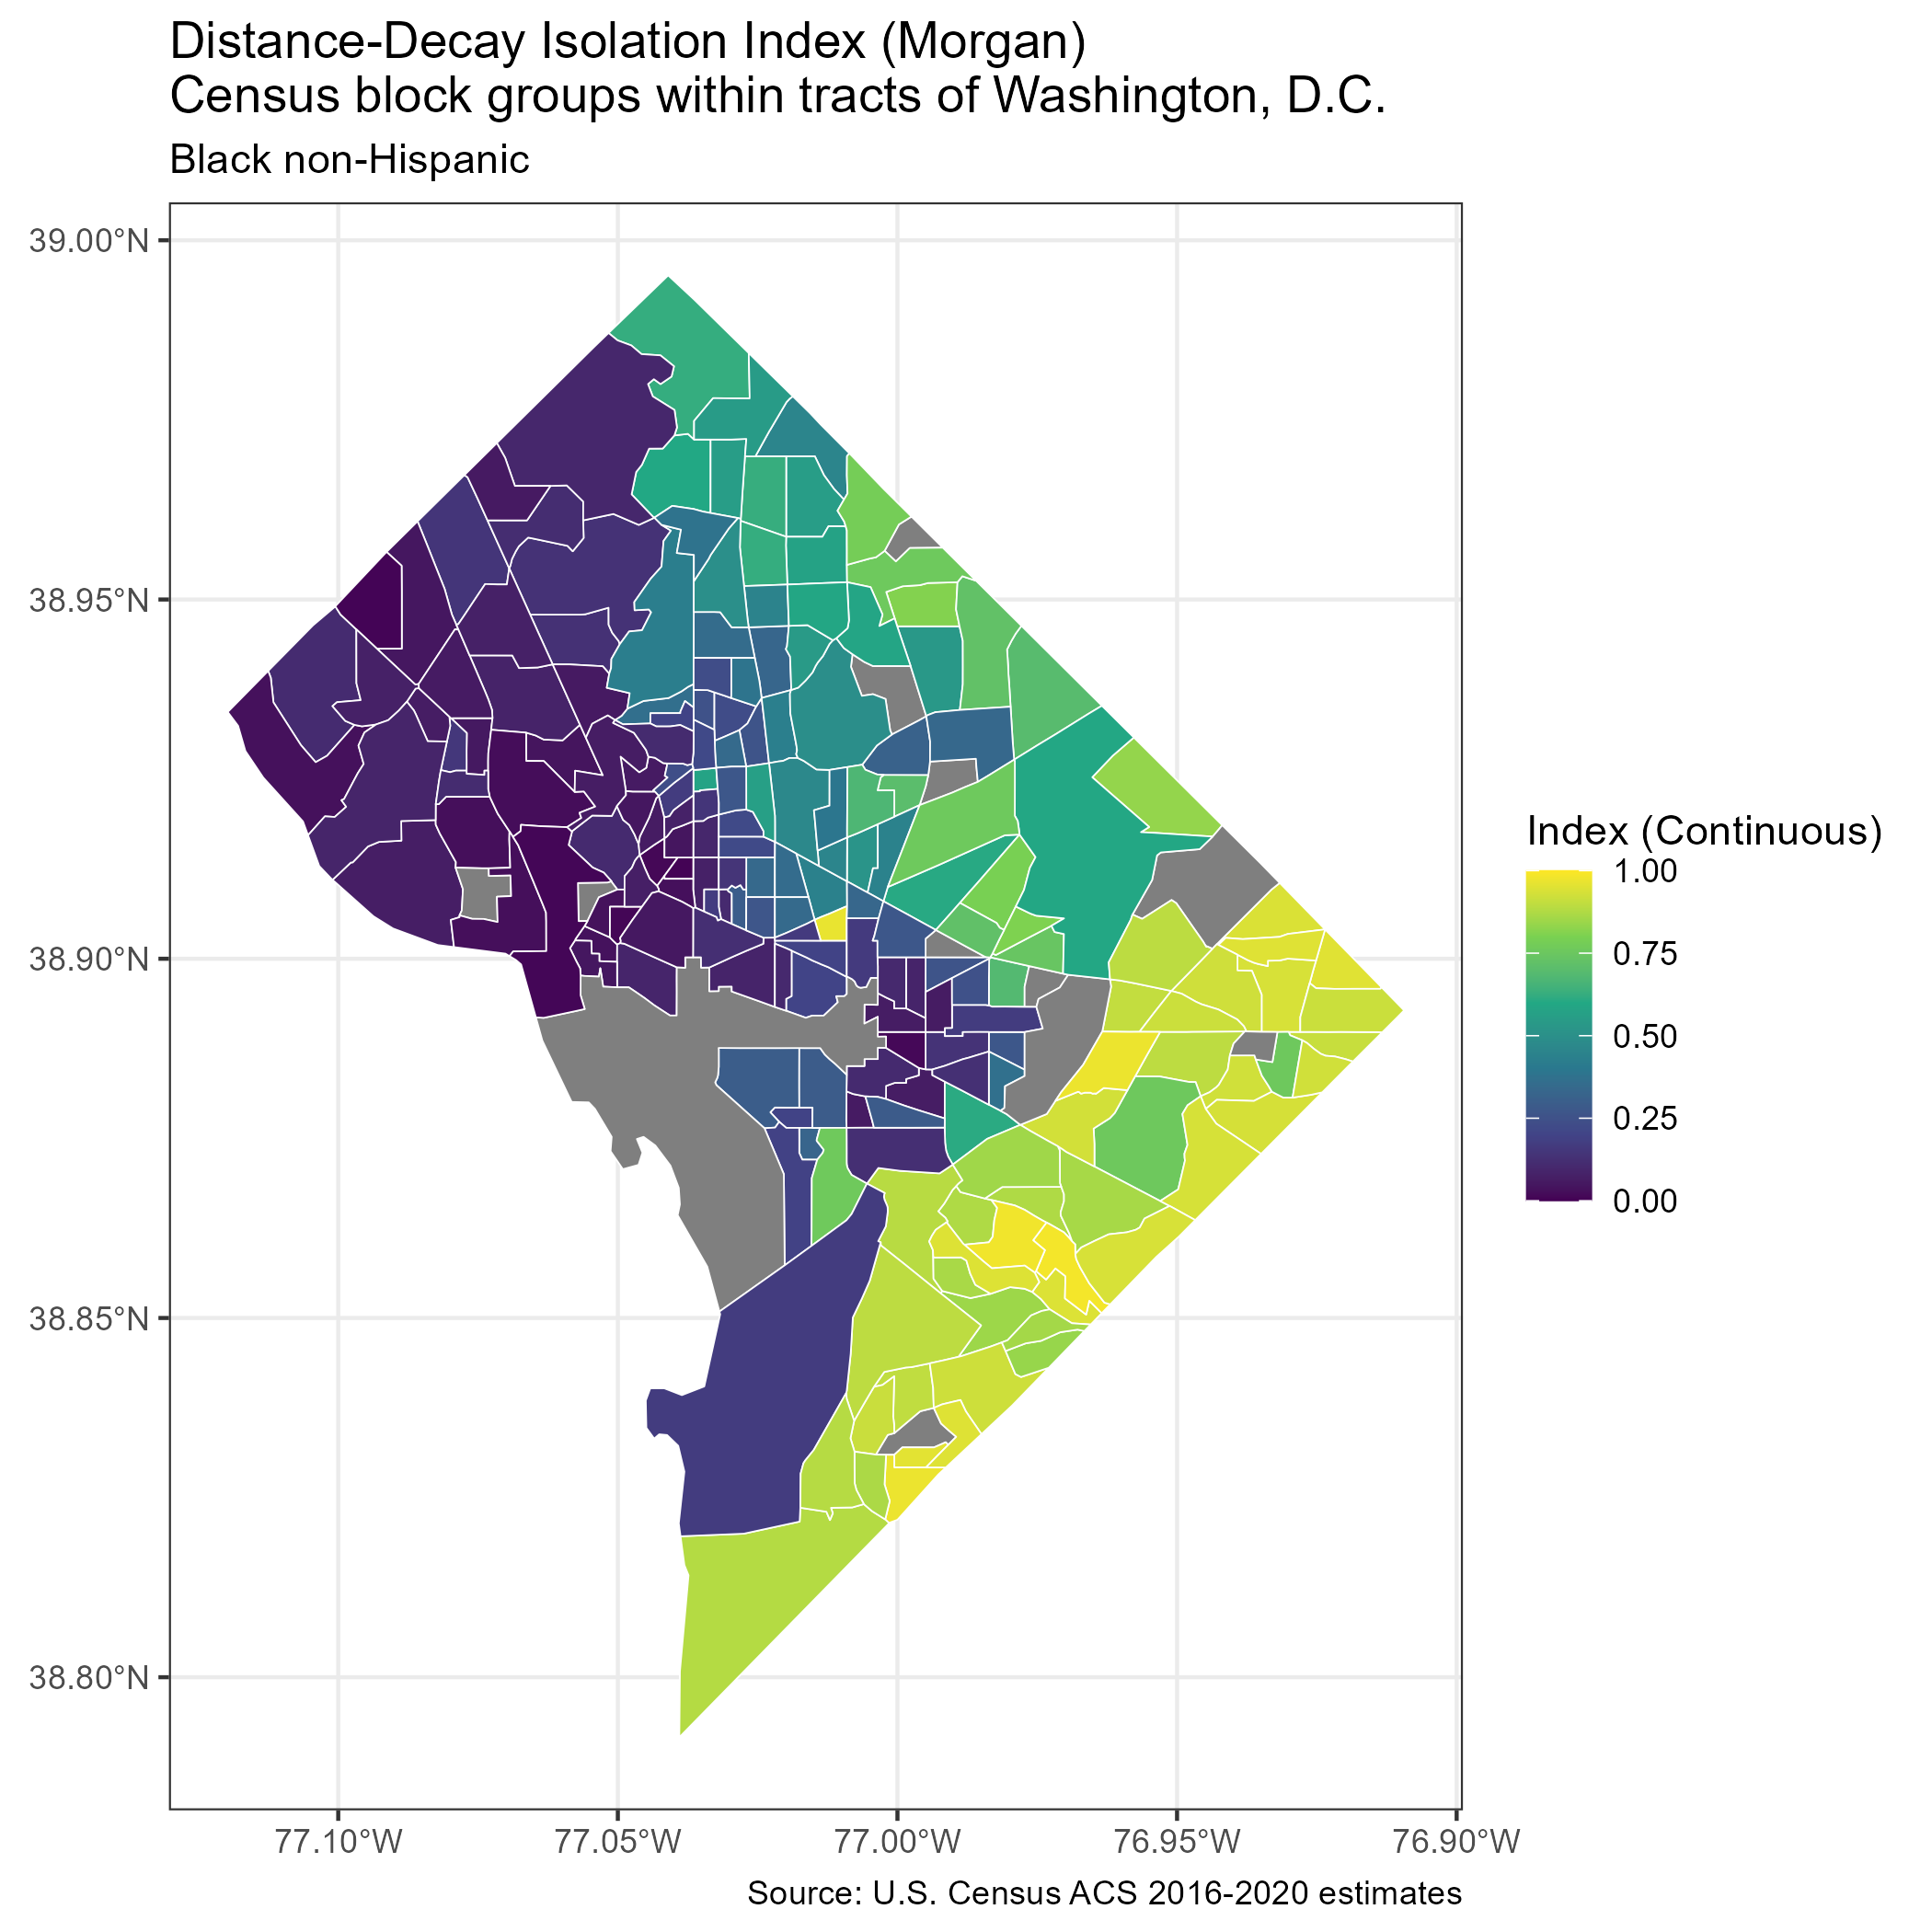 Distance-Decay Isolation Index (Morgan)
Census block groups within tracts of Washington, D.C.
Black non-Hispanic
39.00°N
38.95°N
38.90°N
38.85°N
38.80°N
77.10°W
77.05°W
77.00°W
76.95°W
76.90°W
Index (Continuous)
1.00
0.75
0.50
0.25
0.00
Source: U.S. Census ACS 2016-2020 estimates